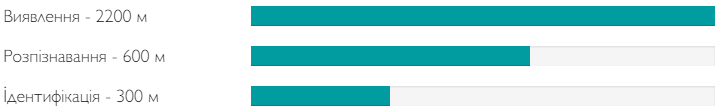 Виявлення - 2200 м
Розпізнавання - 600 м
Ідентифікація - 300 м